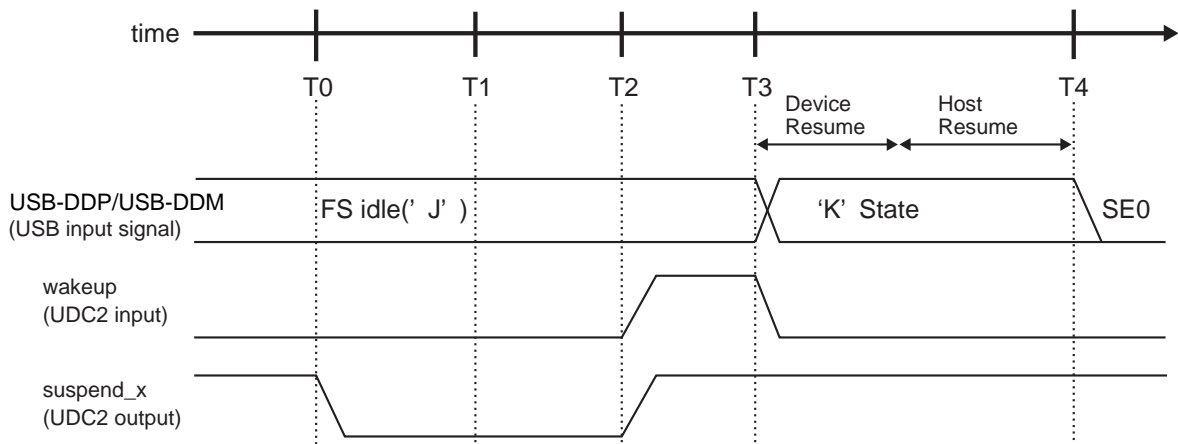 time
T0 T1 T2 T3 T4
Device
Resume
Host
Resume
USB-DDP/USB-DDM
(USB input signal)
FS idle(’ J’ )
‘K’ State
SE0
wakeup
(UDC2 input)
suspend_x
(UDC2 output)